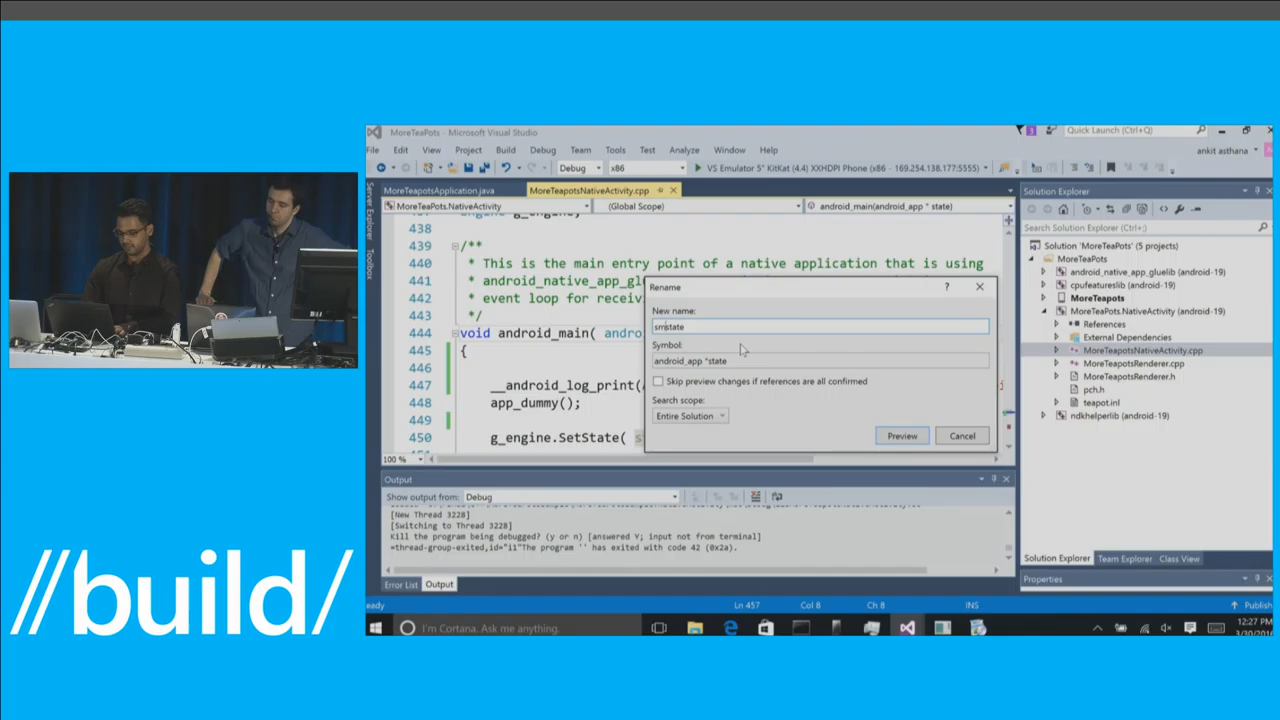 MoreTeaPots - Microsoft Visual Studio
Quick Launch (Ctrl+Q)
File Edit View Project Build Debug Team Tools Test Analyze Window Help
ankit asthana
Debug x86 VS Emulator 5" KitKat (4.4) XXHDPI Phone (x86 - 169.254.138.177:5555)
Server Explorer
Toolbox
MoreTeapotsApplication.java MoreTeapotsNativeActivity.cpp
MoreTeaPots.NativeActivity (Global Scope) android_main(android_app * state)
438
439 /**
440 * This is the main entry point of a native application that is using
441 * android_native_app_gl
442 * event loop for receiv
443 */
444 void android_main( andro
445 {
446
447 __android_log_print(
448 app_dummy();
449
450 g_engine.SetState(
100 %
Rename
New name:
smstate
Symbol:
android_app *state
Skip preview changes if references are all confirmed
Search scope:
Entire Solution
Preview Cancel
Output
Show output from: Debug
[New Thread 3228]
[Switching to Thread 3228]
Kill the program being debugged? (y or n) [answered Y; input not from terminal]
=thread-group-exited,id="i1"The program '' has exited with code 42 (0x2a).
Error List Output
Solution Explorer
Search Solution Explorer (Ctrl+;)
Solution 'MoreTeaPots' (5 projects)
MoreTeaPots
android_native_app_gluelib (android-19)
cpufeatureslib (android-19)
MoreTeapots
MoreTeaPots.NativeActivity (android-19)
References
External Dependencies
MoreTeapotsNativeActivity.cpp
MoreTeapotsRenderer.cpp
MoreTeapotsRenderer.h
pch.h
teapot.inl
ndkhelperlib (android-19)
Solution Explorer Team Explorer Class View
Properties
eady Ln 457 Col 8 Ch 8 INS Publish
I'm Cortana. Ask me anything.
12:27 PM
3/30/201
//build/